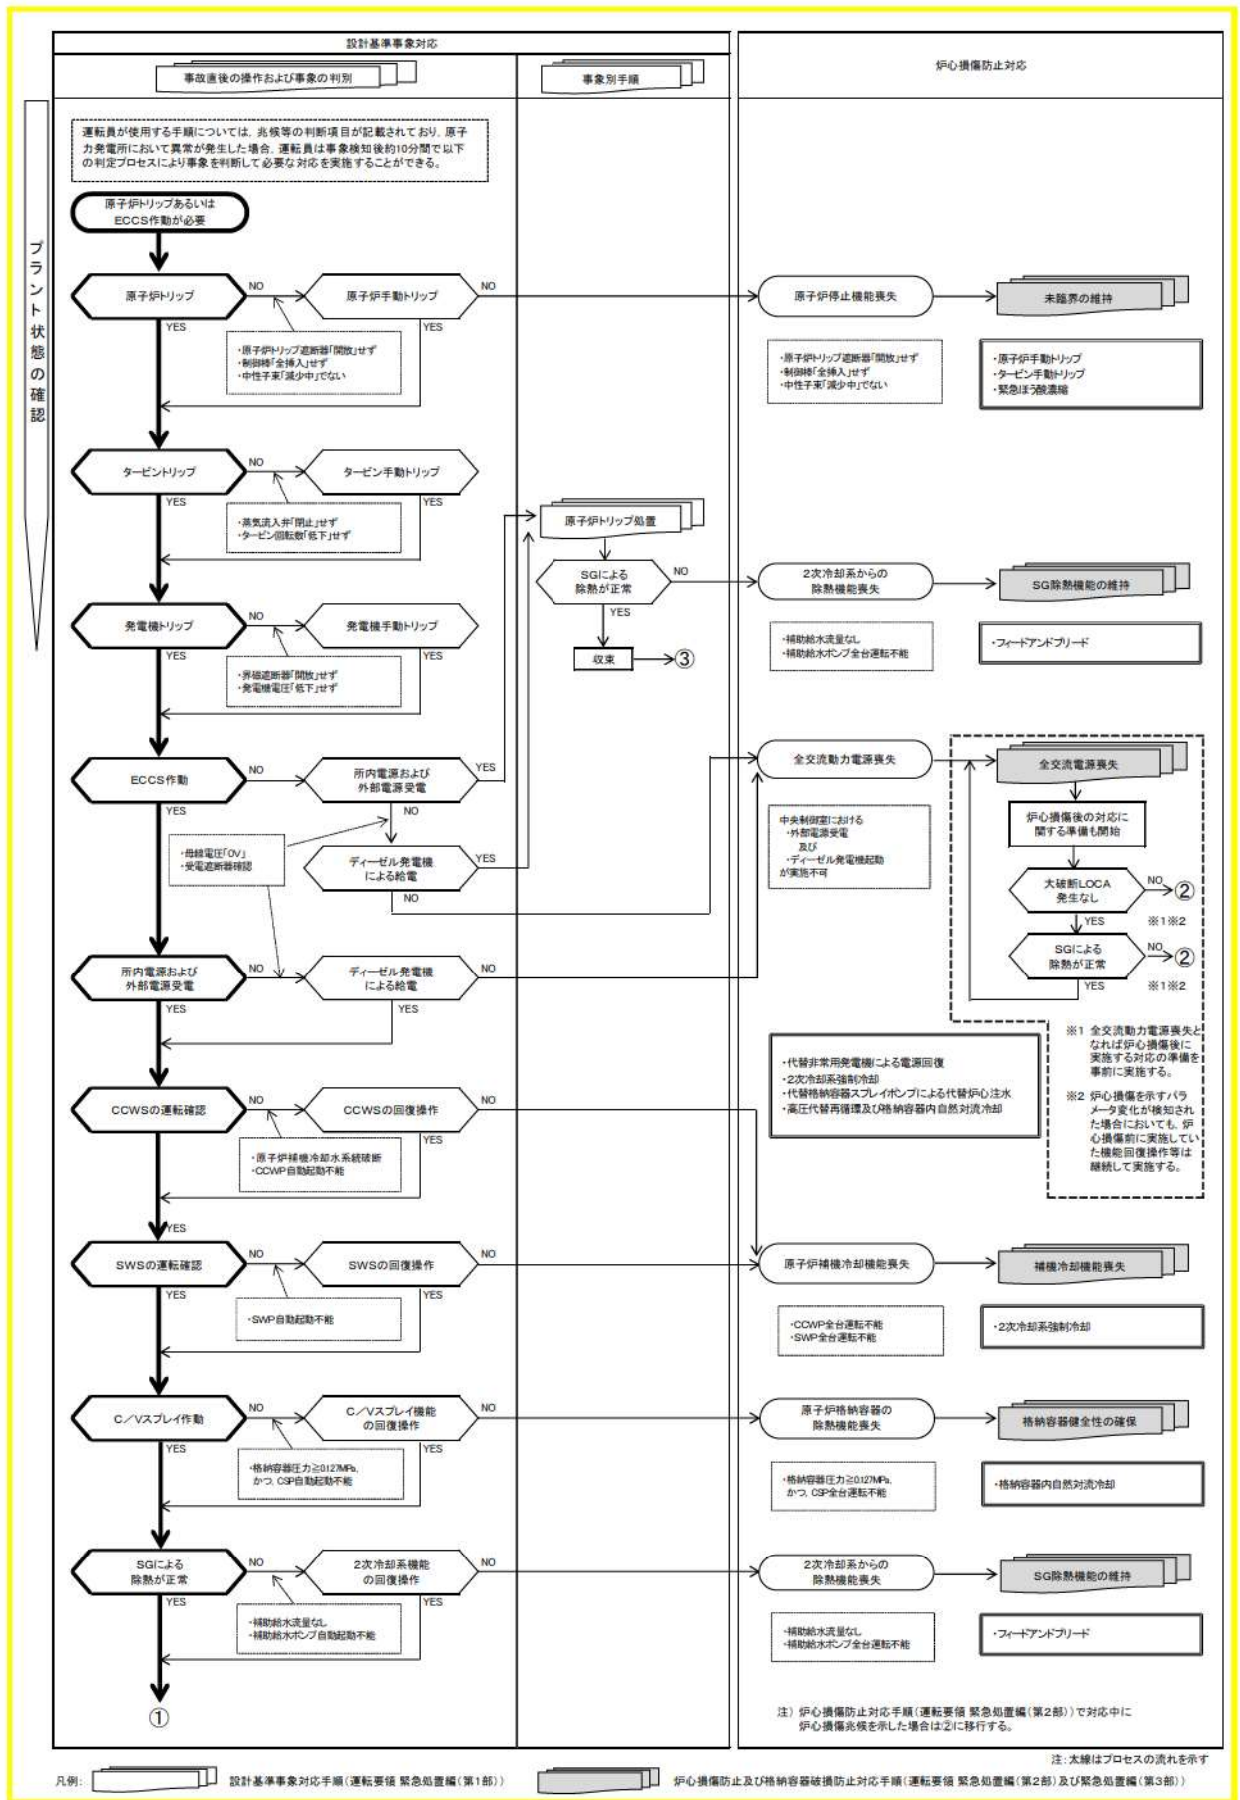 設計基準事象対応
事故直後の操作および事象の判別
事象別手順
炉心損傷防止対応
プラント状態の確認
運転員が使用する手順については、兆候等の判断項目が記載されており、原子
力発電所において異常が発生した場合、運転員は事象検知後約10分間で以下
の判定プロセスにより事象を判断して必要な対応を実施することができる。
原子炉トリップあるいは
ECCS作動が必要
原子炉トリップ
NO
原子炉手動トリップ
NO
原子炉停止機能喪失
未臨界の維持
YES
YES
・原子炉トリップ遮断器「開放」せず
・制御棒「全挿入」せず
・中性子束「減少中」でない
・原子炉トリップ遮断器「開放」せず
・制御棒「全挿入」せず
・中性子束「減少中」でない
・原子炉手動トリップ
・タービン手動トリップ
・緊急ほう酸濃縮
タービントリップ
NO
タービン手動トリップ
YES
YES
・蒸気流入弁「閉止」せず
・タービン回転数「低下」せず
原子炉トリップ処置
SGによる
除熱が正常
NO
YES
収束
③
2次冷却系からの
除熱機能喪失
SG除熱機能の維持
・補助給水流量なし
・補助給水ポンプ全台運転不能
・フィードアンドブリード
発電機トリップ
NO
発電機手動トリップ
YES
YES
・界磁遮断器「開放」せず
・発電機電圧「低下」せず
ECCS作動
NO
所内電源および
外部電源受電
YES
YES
NO
・母線電圧「0V」
・受電遮断器確認
ディーゼル発電機
による給電
YES
NO
全交流動力電源喪失
全交流電源喪失
中央制御室における
・外部電源受電
及び
・ディーゼル発電機起動
が実施不可
炉心損傷後の対応に
関する準備も開始
大破断LOCA
発生なし
NO
②
YES
※1※2
SGによる
除熱が正常
NO
②
YES
※1※2
所内電源および
外部電源受電
NO
ディーゼル発電機
による給電
NO
YES
YES
※1 全交流動力電源喪失と
なれば炉心損傷後に
実施する対応の準備を
事前に実施する。
※2 炉心損傷を示すパラ
メータ変化が検知され
た場合においても、炉
心損傷前に実施してい
た機能回復操作等は
継続して実施する。
・代替非常用発電機による電源回復
・2次冷却系強制冷却
・代替格納容器スプレイポンプによる代替炉心注水
・高圧代替再循環及び格納容器内自然対流冷却
CCWSの運転確認
NO
CCWSの回復操作
NO
YES
・原子炉補機冷却水系統破断
・CCWP自動起動不能
YES
SWSの運転確認
NO
SWSの回復操作
NO
原子炉補機冷却機能喪失
補機冷却機能喪失
YES
YES
・SWP自動起動不能
・CCWP全台運転不能
・SWP全台運転不能
・2次冷却系強制冷却
C／Vスプレイ作動
NO
C／Vスプレイ機能
の回復操作
NO
原子炉格納容器の
除熱機能喪失
格納容器健全性の確保
YES
YES
・格納容器圧力≧0.127MPa、
かつ、CSP自動起動不能
・格納容器圧力≧0.127MPa、
かつ、CSP全台運転不能
・格納容器内自然対流冷却
SGによる
除熱が正常
NO
2次冷却系機能
の回復操作
NO
2次冷却系からの
除熱機能喪失
SG除熱機能の維持
YES
YES
・補助給水流量なし
・補助給水ポンプ自動起動不能
・補助給水流量なし
・補助給水ポンプ全台運転不能
・フィードアンドブリード
①
注）炉心損傷防止対応手順（運転要領 緊急処置編（第2部））で対応中に
炉心損傷兆候を示した場合は②に移行する。
注：太線はプロセスの流れを示す
凡例：
設計基準事象対応手順（運転要領 緊急処置編（第1部））
炉心損傷防止及び格納容器破損防止対応手順（運転要領 緊急処置編（第2部）及び緊急処置編（第3部））